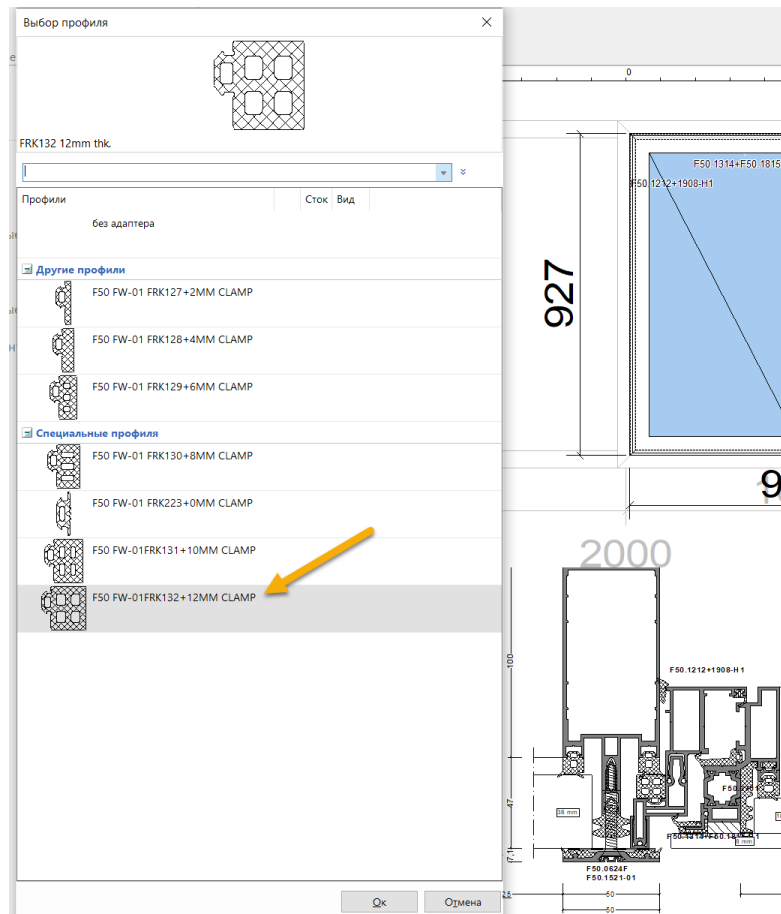 Выбор профиля
FRK132 12mm thk.
Профили
Сток
Вид
без адаптера
Другие профили
F50 FW-01 FRK127+2MM CLAMP
F50 FW-01 FRK128+4MM CLAMP
F50 FW-01 FRK129+6MM CLAMP
Специальные профиля
F50 FW-01 FRK130+8MM CLAMP
F50 FW-01 FRK223+0MM CLAMP
F50 FW-01FRK131+10MM CLAMP
F50 FW-01FRK132+12MM CLAMP
Ок
Отмена
0
F50.1314+F50.1815
F50.1212+1908-H1
927
9
2000
F50.1212+1908-H1
100
47
7,1
38 mm
F50.0624F
F50.1521-01
50
50